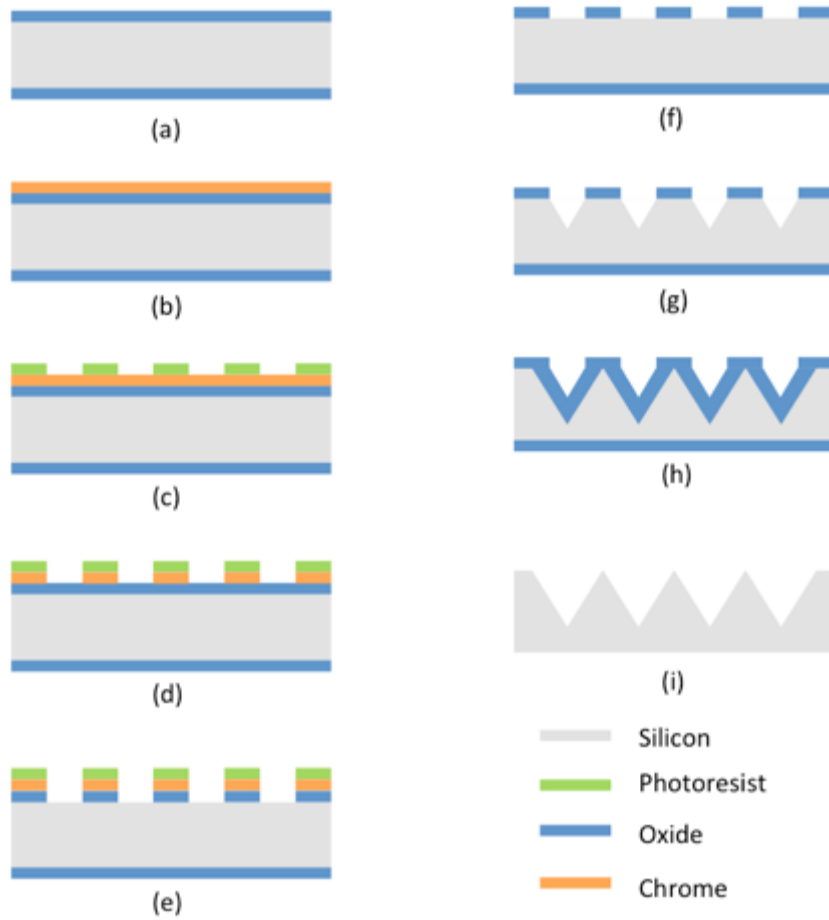 (a)
(b)
(c)
(d)
(e)
(f)
(g)
(h)
(i)
Silicon
Photoresist
Oxide
Chrome